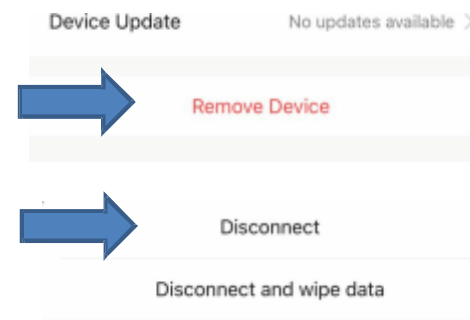 Device Update No updates available
Remove Device
Disconnect
Disconnect and wipe data